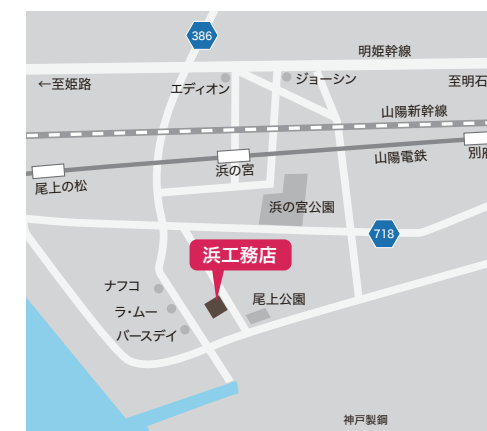 386
明姫幹線
←至姫路
エディオン
ジョーシン
至明石
山陽新幹線
山陽電鉄
別府
浜の宮
尾上の松
浜の宮公園
718
浜工務店
ナフコ
尾上公園
ラ・ムー
バースデイ
神戸製鋼